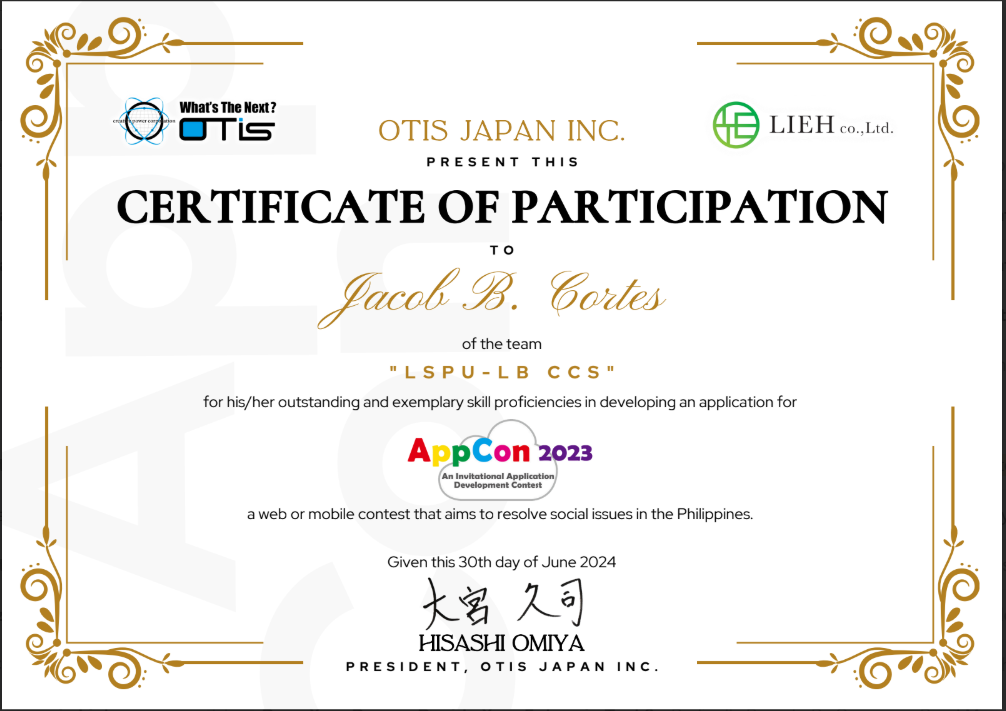 What's The Next?
OTIS
creative power corporation
LIEH co.,Ltd.
OTIS JAPAN INC.
PRESENT THIS
CERTIFICATE OF PARTICIPATION
TO
Jacob B. Cortes
of the team
"LSPU-LB CCS"
for his/her outstanding and exemplary skill proficiencies in developing an application for
AppCon 2023
An Invitational Application
Development Contest
a web or mobile contest that aims to resolve social issues in the Philippines.
Given this 30th day of June 2024
大宮 久司
HISASHI OMIYA
PRESIDENT, OTIS JAPAN INC.